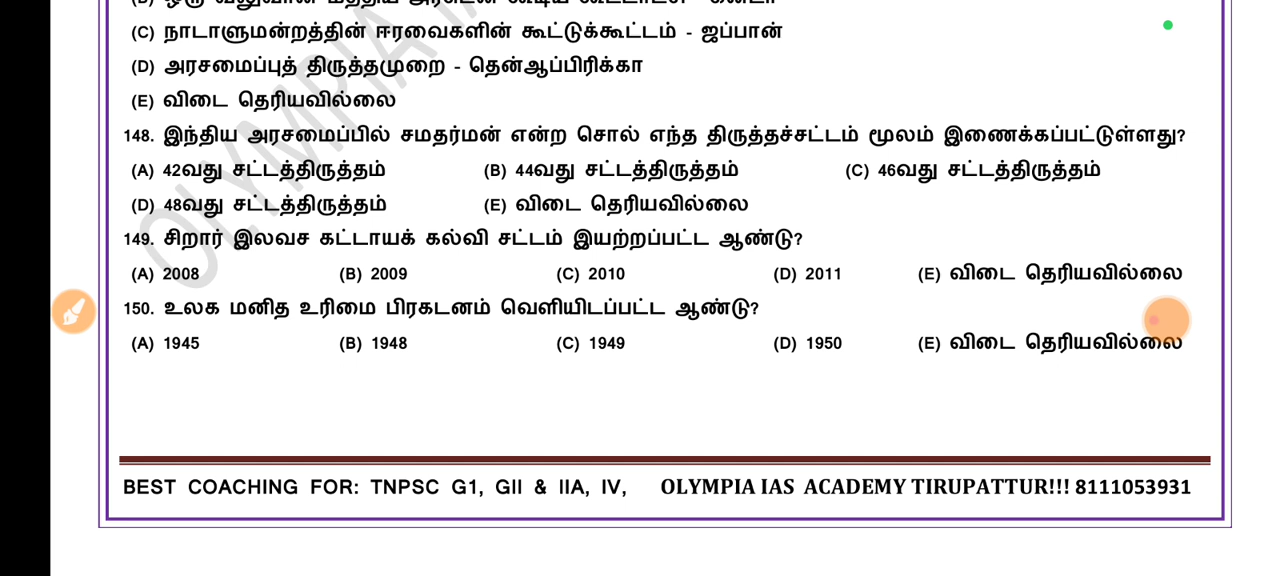 (C) நாடாளுமன்றத்தின் ஈரவைகளின் கூட்டுக்கூட்டம் - ஜப்பான்
(D) அரசமைப்புத் திருத்தமுறை - தென்ஆப்பிரிக்கா
(E) விடை தெரியவில்லை
148. இந்திய அரசமைப்பில் சமதர்மன் என்ற சொல் எந்த திருத்தச்சட்டம் மூலம் இணைக்கப்பட்டுள்ளது?
(A) 42வது சட்டத்திருத்தம் (B) 44வது சட்டத்திருத்தம் (C) 46வது சட்டத்திருத்தம்
(D) 48வது சட்டத்திருத்தம் (E) விடை தெரியவில்லை
149. சிறார் இலவச கட்டாயக் கல்வி சட்டம் இயற்றப்பட்ட ஆண்டு?
(A) 2008 (B) 2009 (C) 2010 (D) 2011 (E) விடை தெரியவில்லை
150. உலக மனித உரிமை பிரகடனம் வெளியிடப்பட்ட ஆண்டு?
(A) 1945 (B) 1948 (C) 1949 (D) 1950 (E) விடை தெரியவில்லை
BEST COACHING FOR: TNPSC G1, GII & IIA, IV, OLYMPIA IAS ACADEMY TIRUPATTUR!!! 8111053931
OLYMPIA